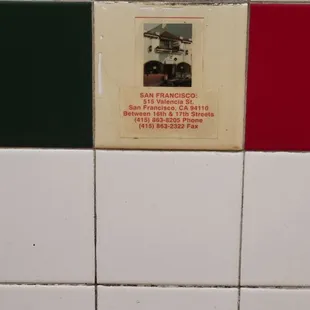 SAN FRANCISCO:
515 Valencia St.
San Francisco, CA 94110
Between 16th & 17th Streets
(415) 863-8205 Phone
(415) 863-2322 Fax